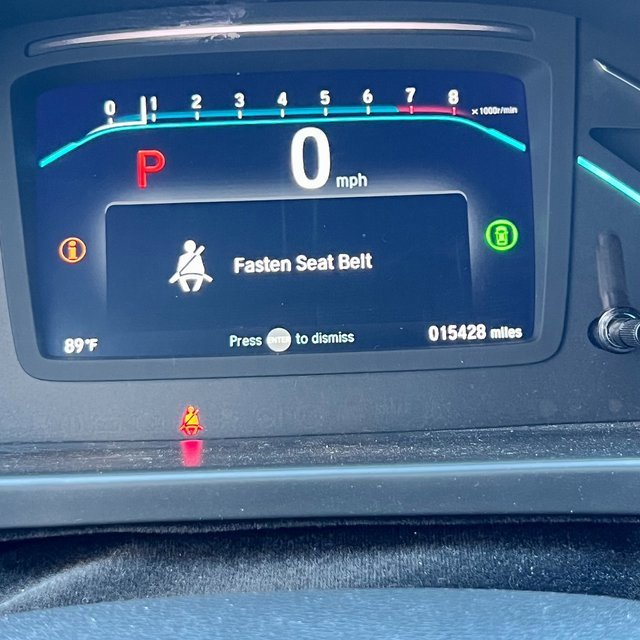 0 1 2 3 4 5 6 7 8 x1000r/min
P 0 mph
i
Fasten Seat Belt
Press ENTER to dismiss
89°F 015428 miles